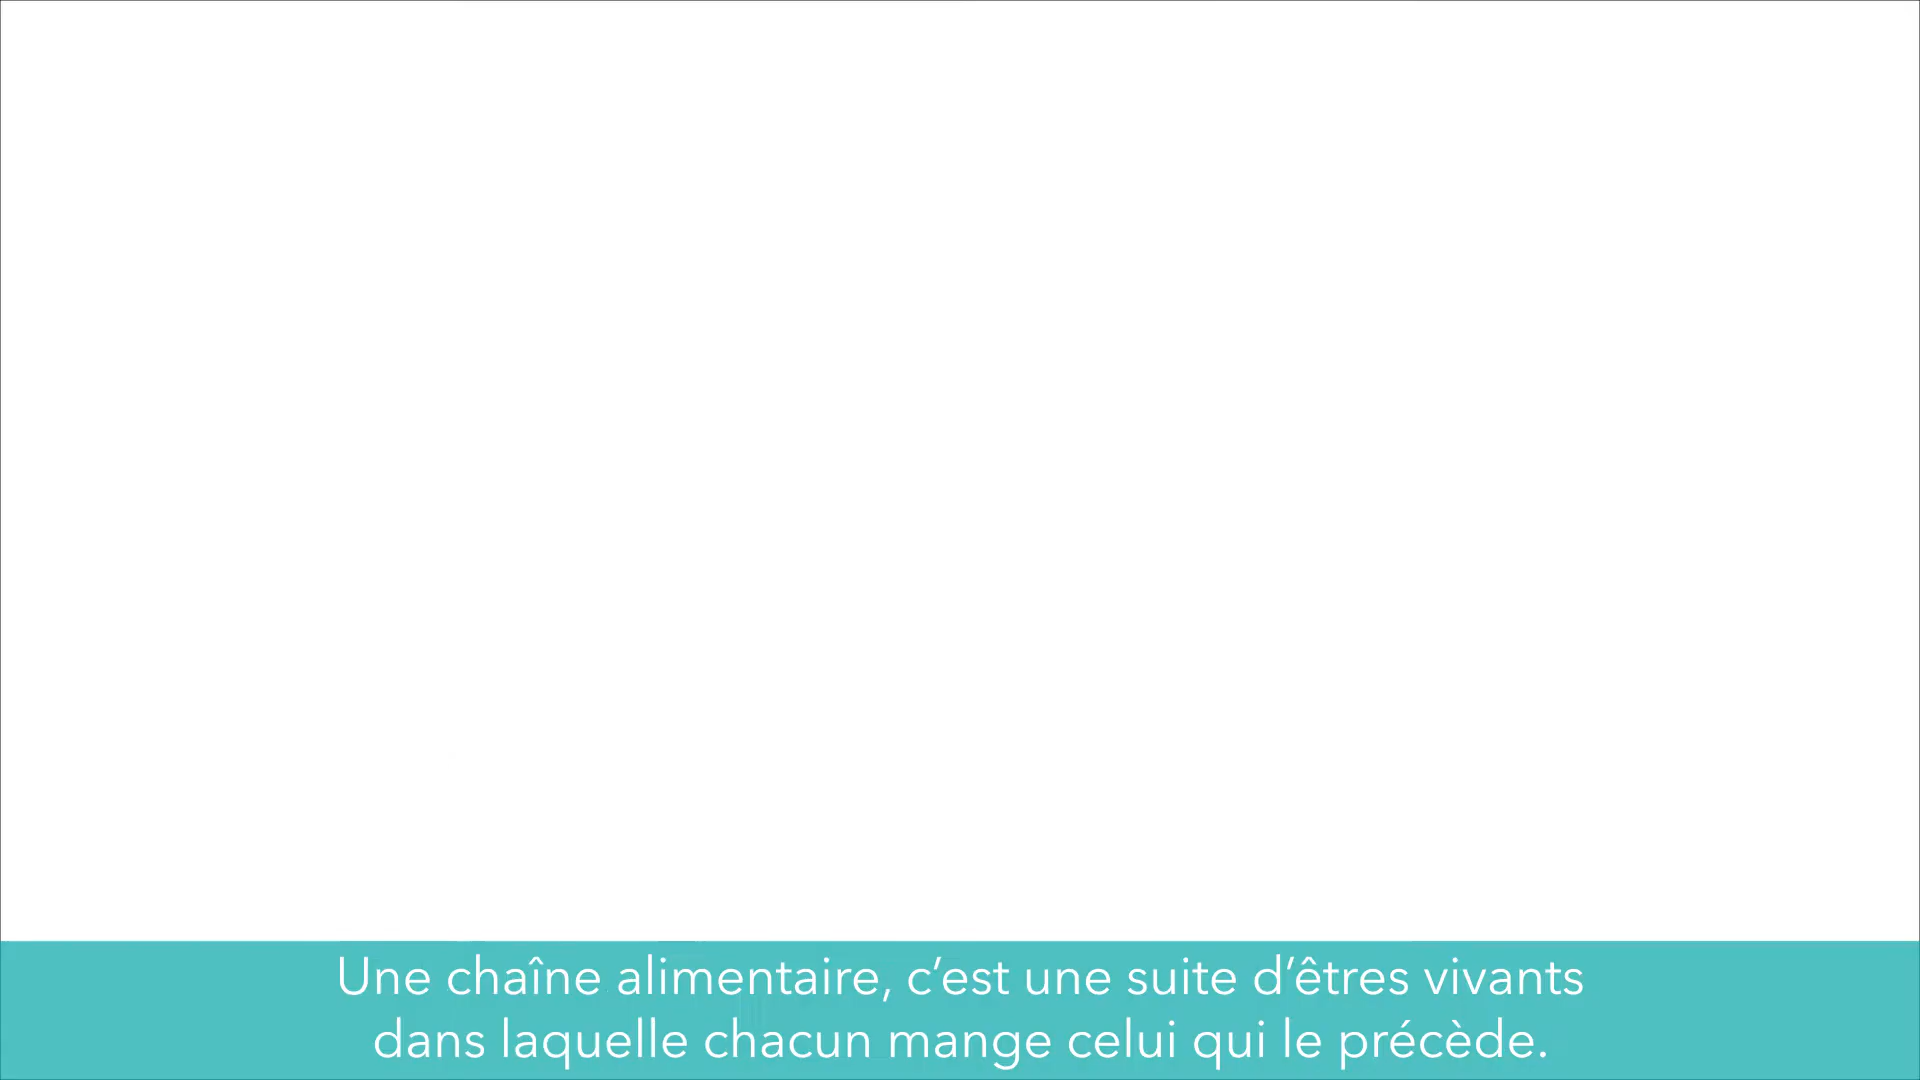 Une chaîne alimentaire, c’est une suite d’êtres vivants
dans laquelle chacun mange celui qui le précède.